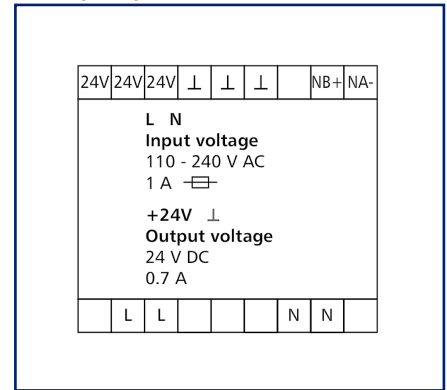 24V 24V 24V ⊥ ⊥ ⊥ NB+ NA-
L N
Input voltage
110 - 240 V AC
1 A
+24V ⊥
Output voltage
24 V DC
0.7 A
L L N N